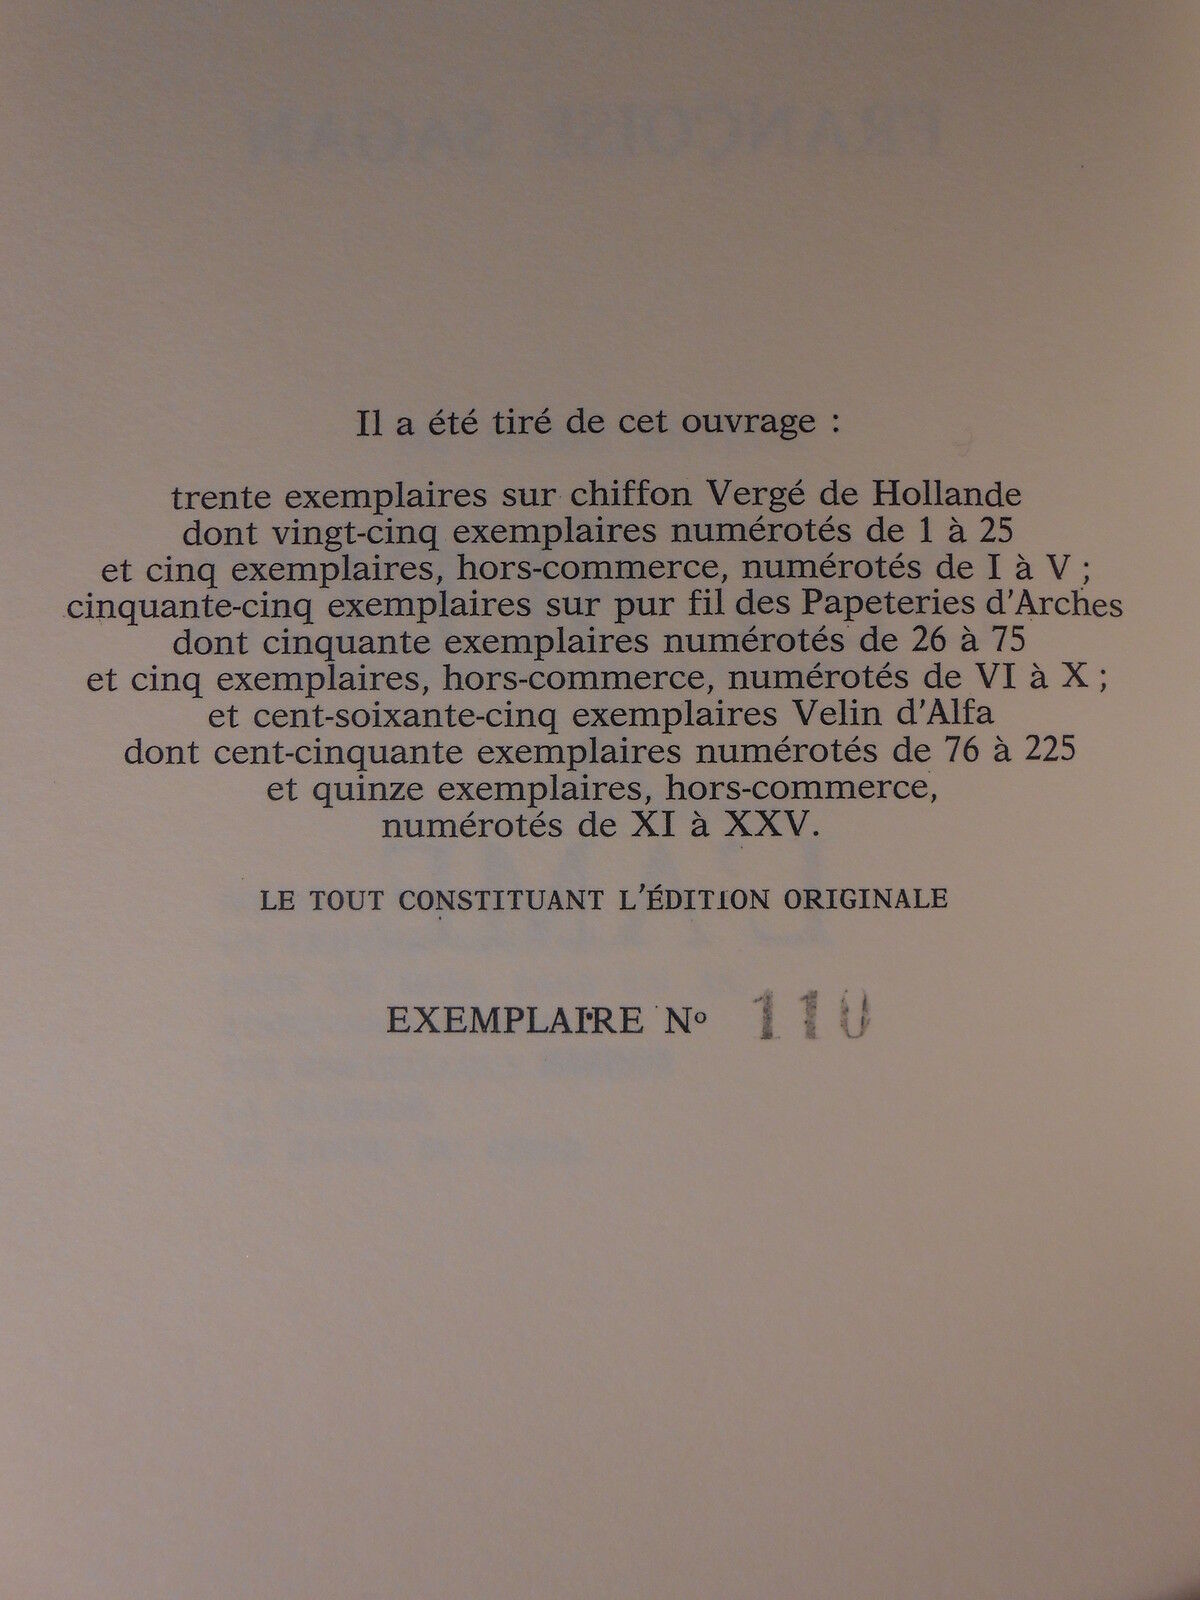 Il a été tiré de cet ouvrage :
trente exemplaires sur chiffon Vergé de Hollande
dont vingt-cinq exemplaires numérotés de 1 à 25
et cinq exemplaires, hors-commerce, numérotés de I à V ;
cinquante-cinq exemplaires sur pur fil des Papeteries d'Arches
dont cinquante exemplaires numérotés de 26 à 75
et cinq exemplaires, hors-commerce, numérotés de VI à X ;
et cent-soixante-cinq exemplaires Velin d'Alfa
dont cent-cinquante exemplaires numérotés de 76 à 225
et quinze exemplaires, hors-commerce,
numérotés de XI à XXV.
LE TOUT CONSTITUANT L'ÉDITION ORIGINALE
EXEMPLAIRE Nº 110